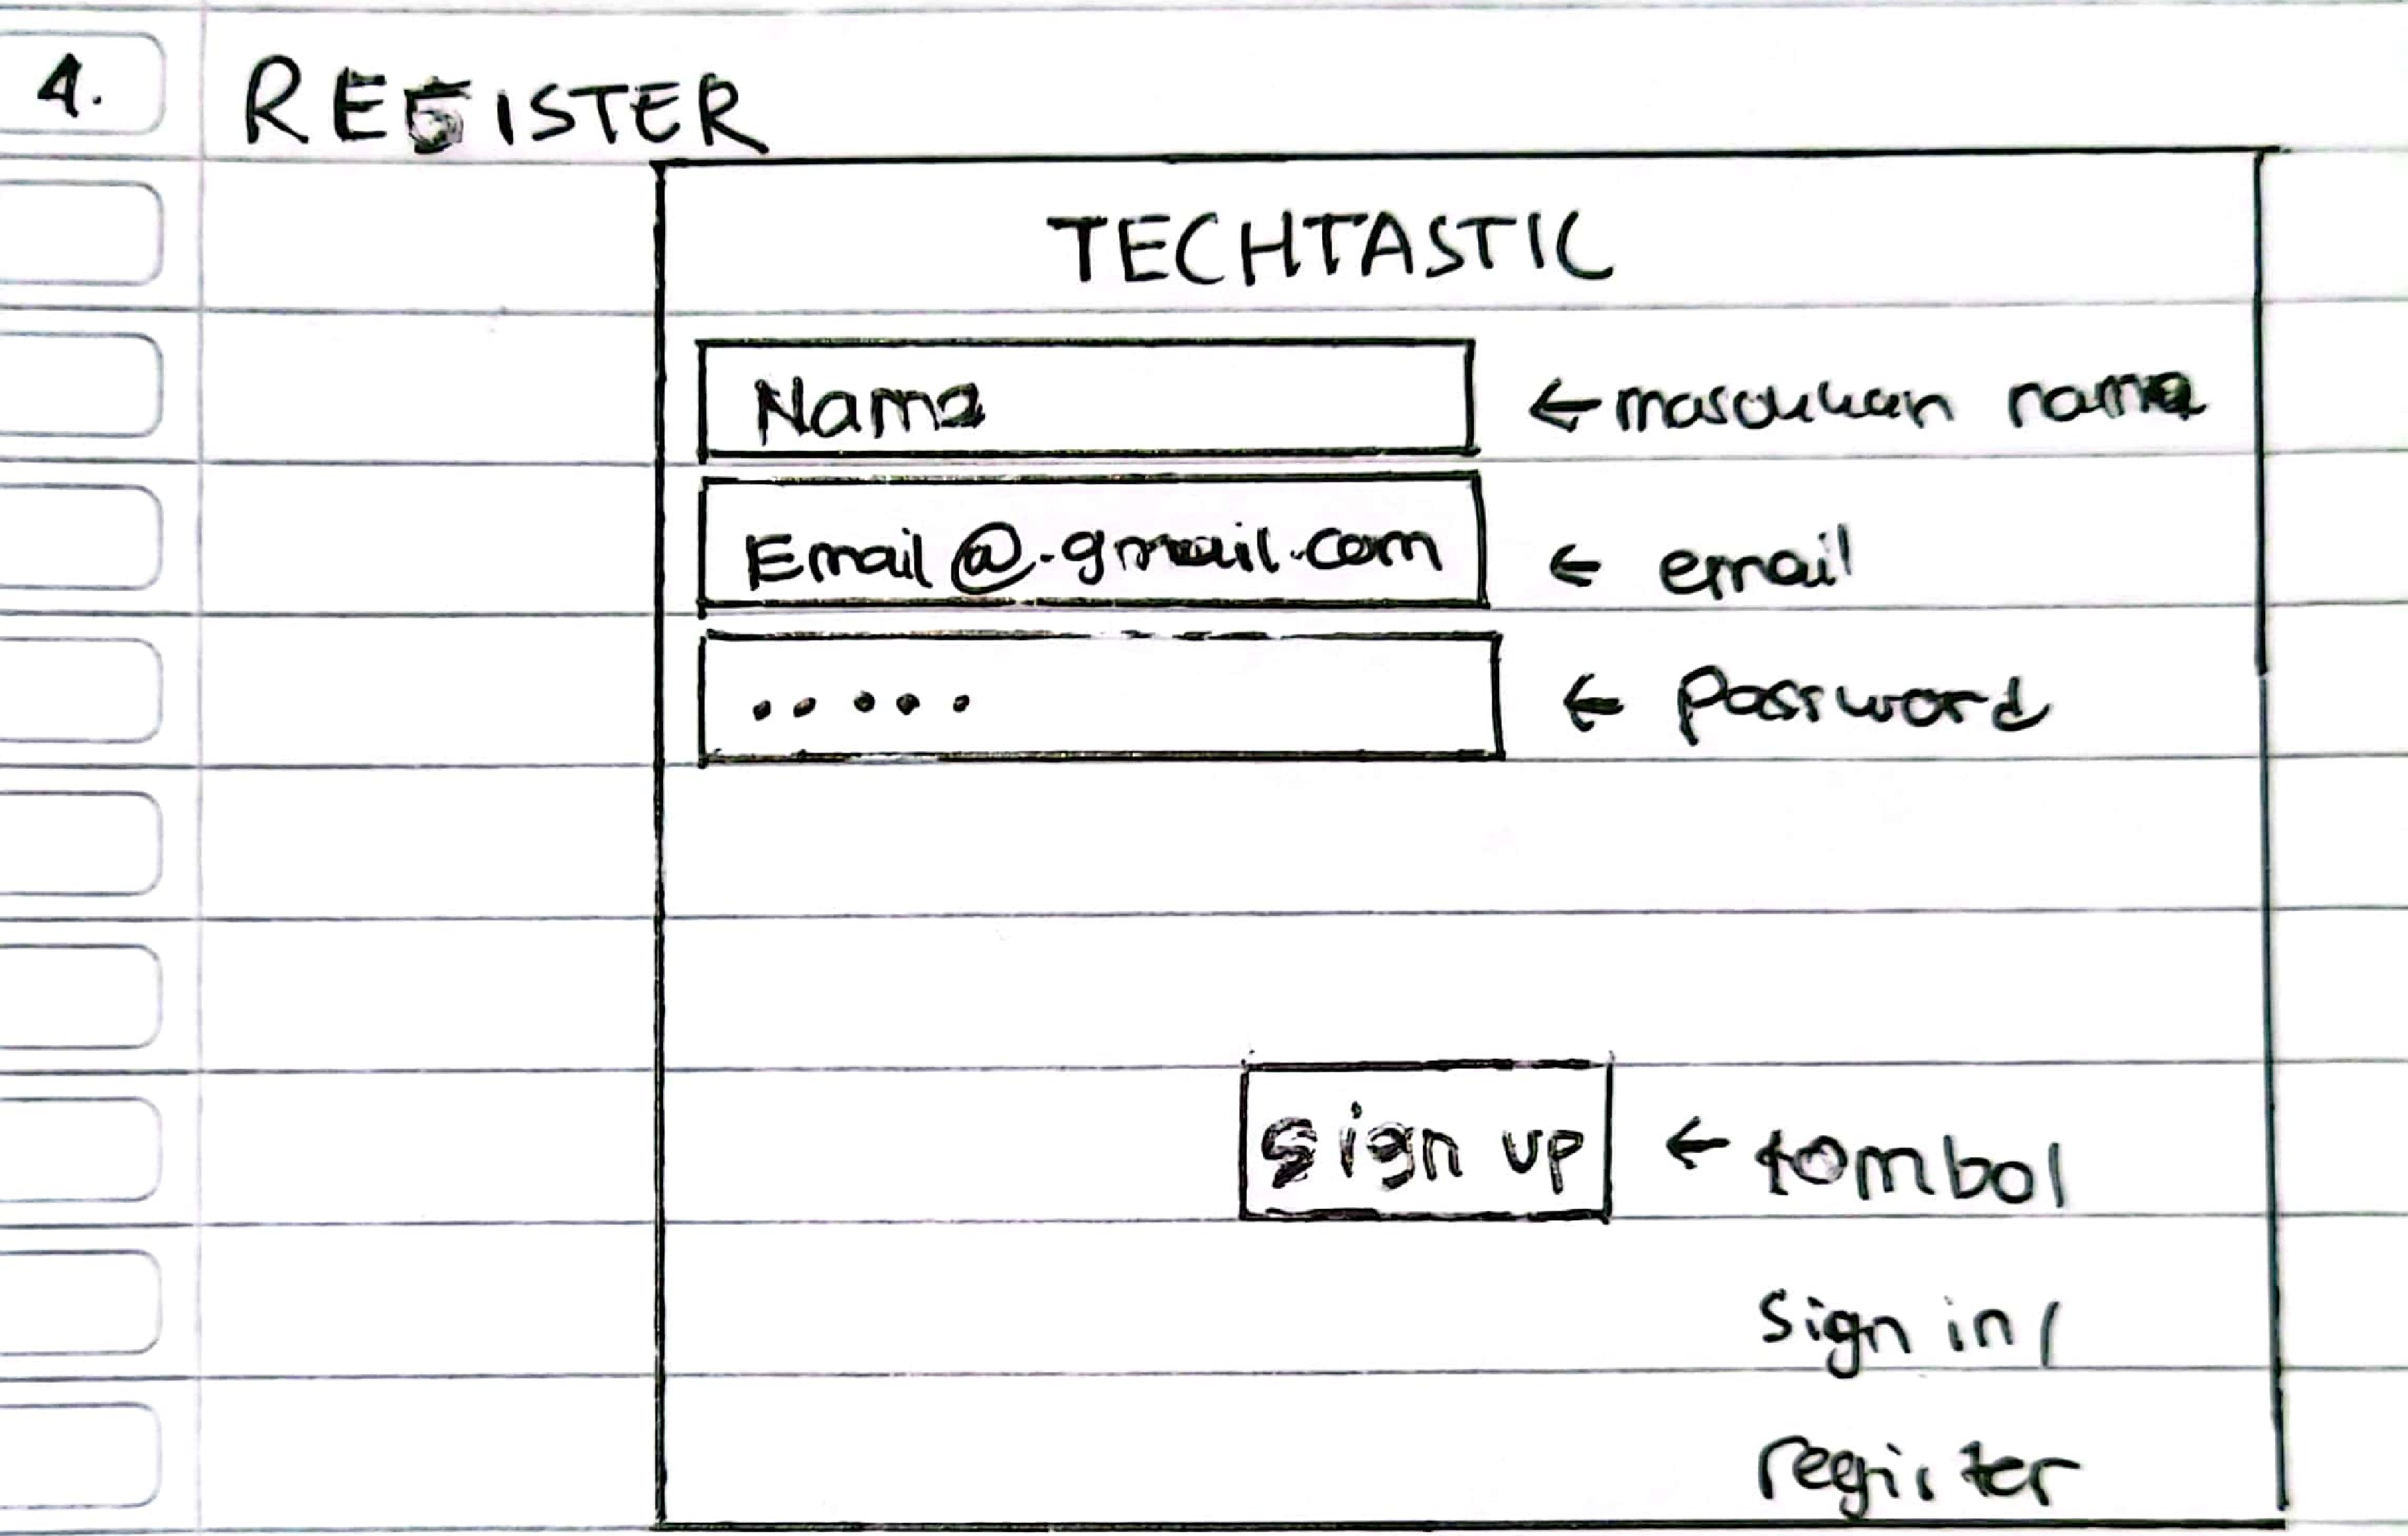 4. REGISTER
TECHTASTIC
Nama ← masukkan nama
Email@.gmail.com ← email
..... ← password
Sign up ← tombol
Sign in /
register